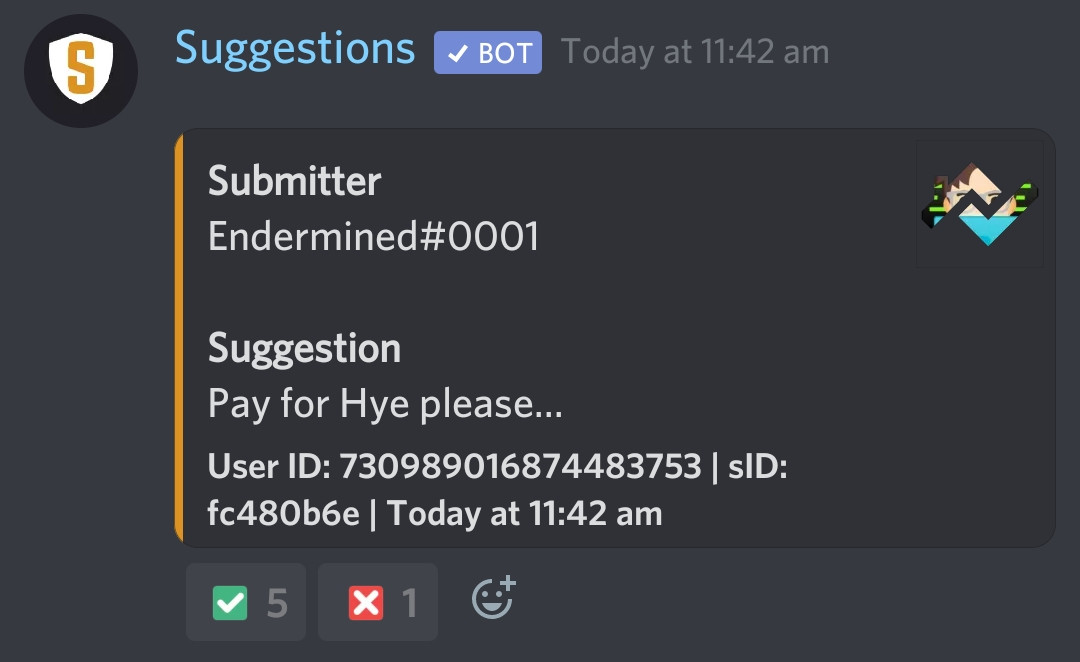 S
Suggestions BOT Today at 11:42 am
Submitter
Endermined#0001
Suggestion
Pay for Hye please...
User ID: 730989016874483753 | sID:
fc480b6e | Today at 11:42 am
5 1